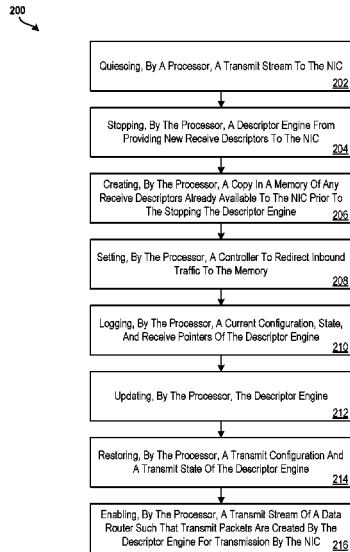 200
Quiescing, By A Processor, A Transmit Stream To The NIC
202
Stopping, By The Processor, A Descriptor Engine From
Providing New Receive Descriptors To The NIC
204
Creating, By The Processor, A Copy In A Memory Of Any
Receive Descriptors Already Available To The NIC Prior To
The Stopping The Descriptor Engine
206
Setting, By The Processor, A Controller To Redirect Inbound
Traffic To The Memory
208
Logging, By The Processor, A Current Configuration, State,
And Receive Pointers Of The Descriptor Engine
210
Updating, By The Processor, The Descriptor Engine
212
Restoring, By The Processor, A Transmit Configuration And
A Transmit State Of The Descriptor Engine
214
Enabling, By The Processor, A Transmit Stream Of A Data
Router Such That Transmit Packets Are Created By The
Descriptor Engine For Transmission By The NIC
216